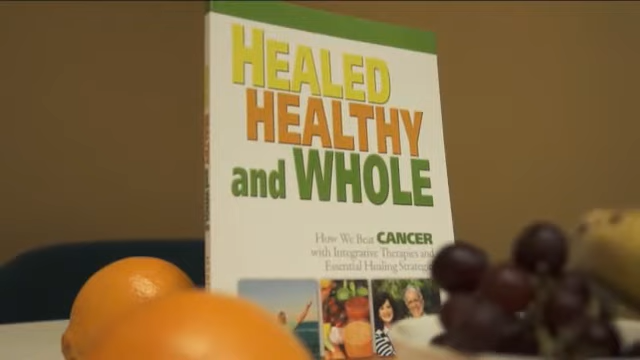 HEALED
HEALTHY
and WHOLE
How We Beat CANCER
with Integrative Therapies and
Essential Healing Strategies